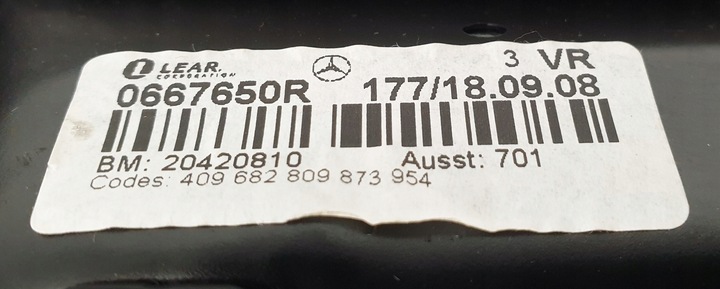 LEAR. 3 VR
CORPORATION
0667650R 177/18.09.08
BM: 20420810 Ausst: 701
Codes: 409 682 809 873 954